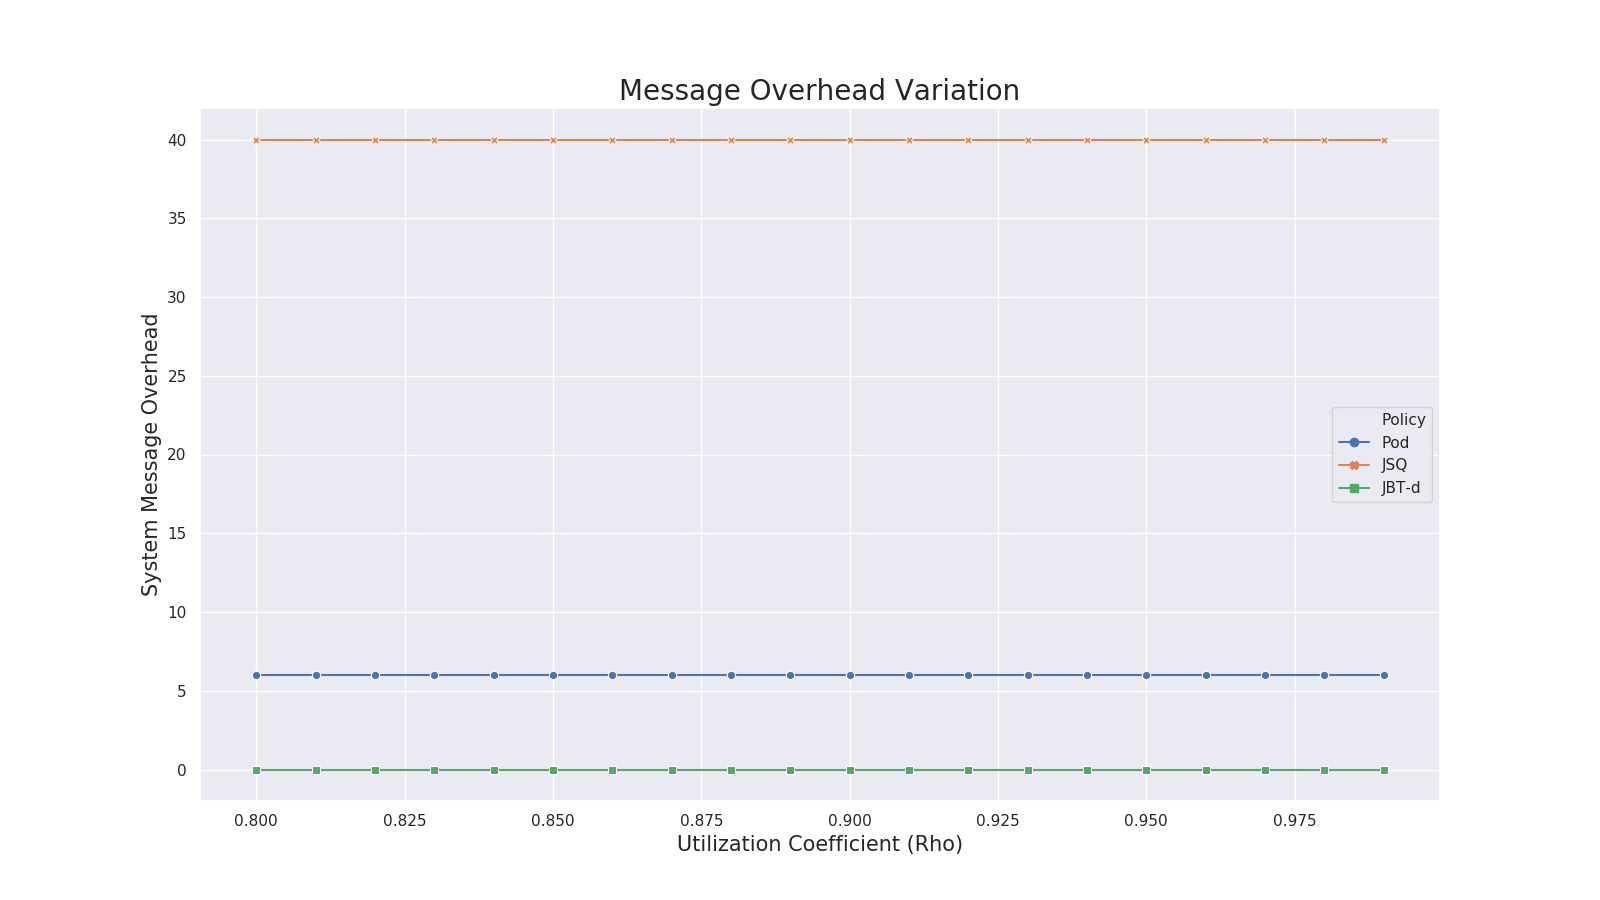 Message Overhead Variation
System Message Overhead
40
35
30
25
20
15
10
5
0
Policy
Pod
JSQ
JBT-d
0.800 0.825 0.850 0.875 0.900 0.925 0.950 0.975
Utilization Coefficient (Rho)